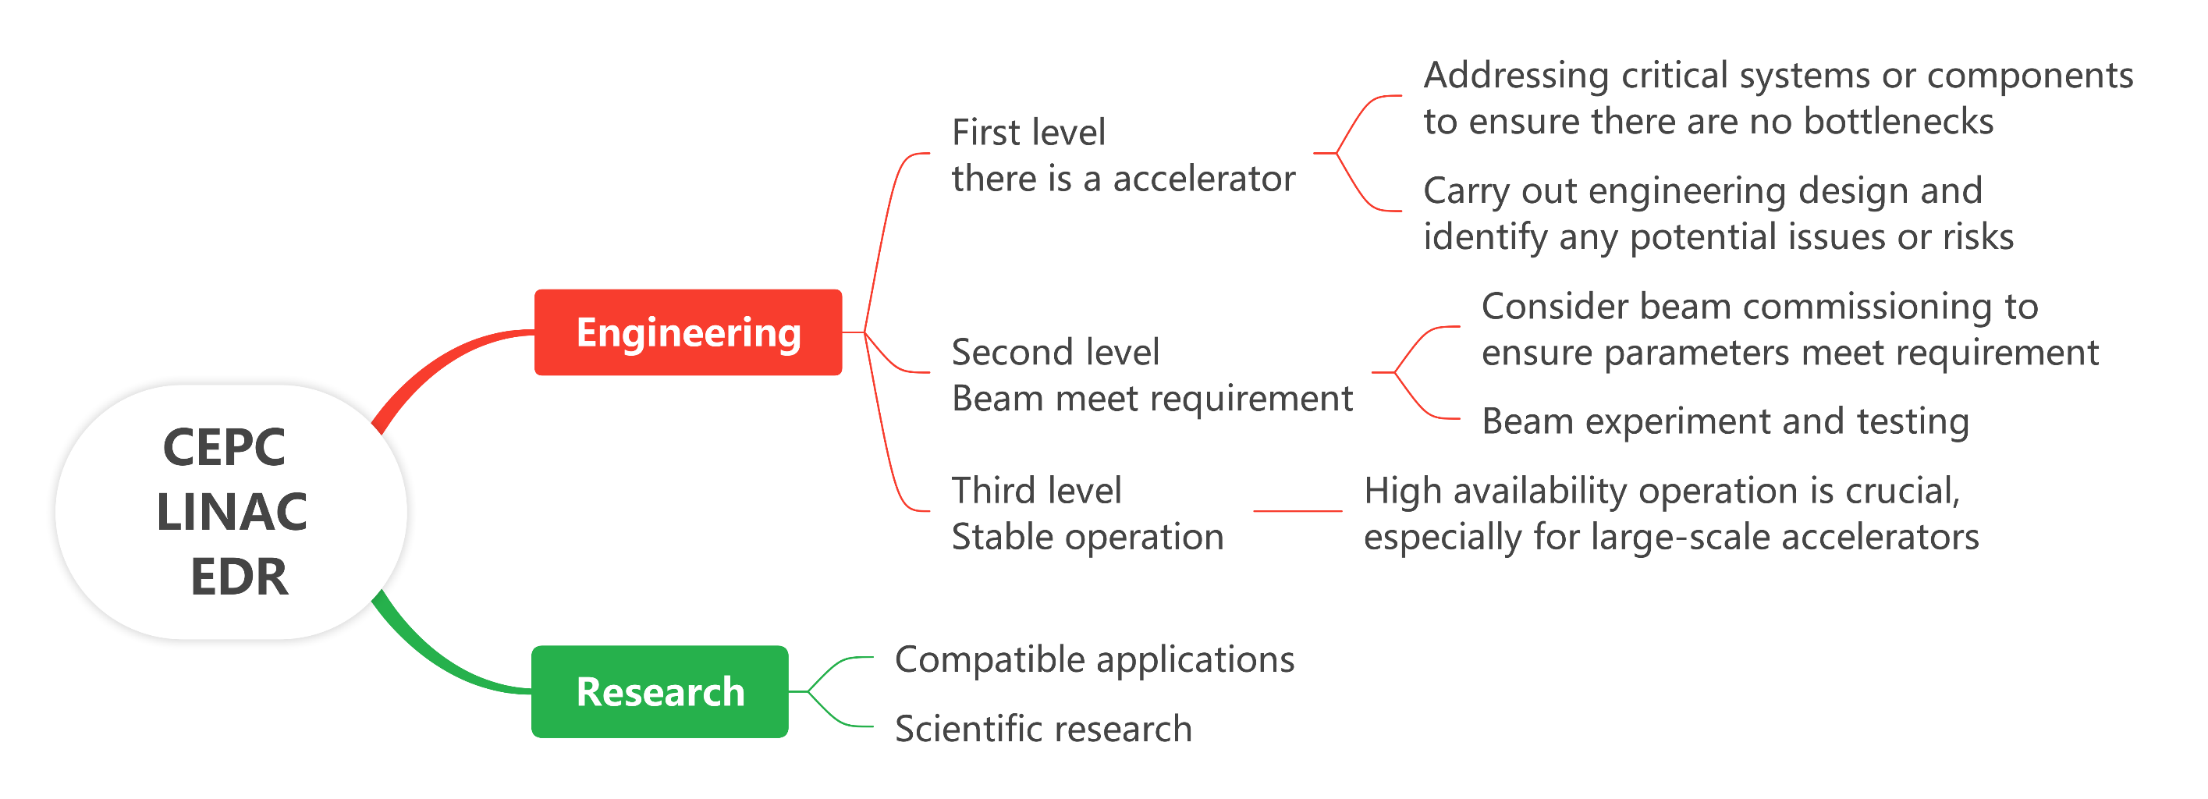 CEPC
LINAC
EDR
Engineering
First level
there is a accelerator
Addressing critical systems or components
to ensure there are no bottlenecks
Carry out engineering design and
identify any potential issues or risks
Second level
Beam meet requirement
Consider beam commissioning to
ensure parameters meet requirement
Beam experiment and testing
Third level
Stable operation
High availability operation is crucial,
especially for large-scale accelerators
Research
Compatible applications
Scientific research